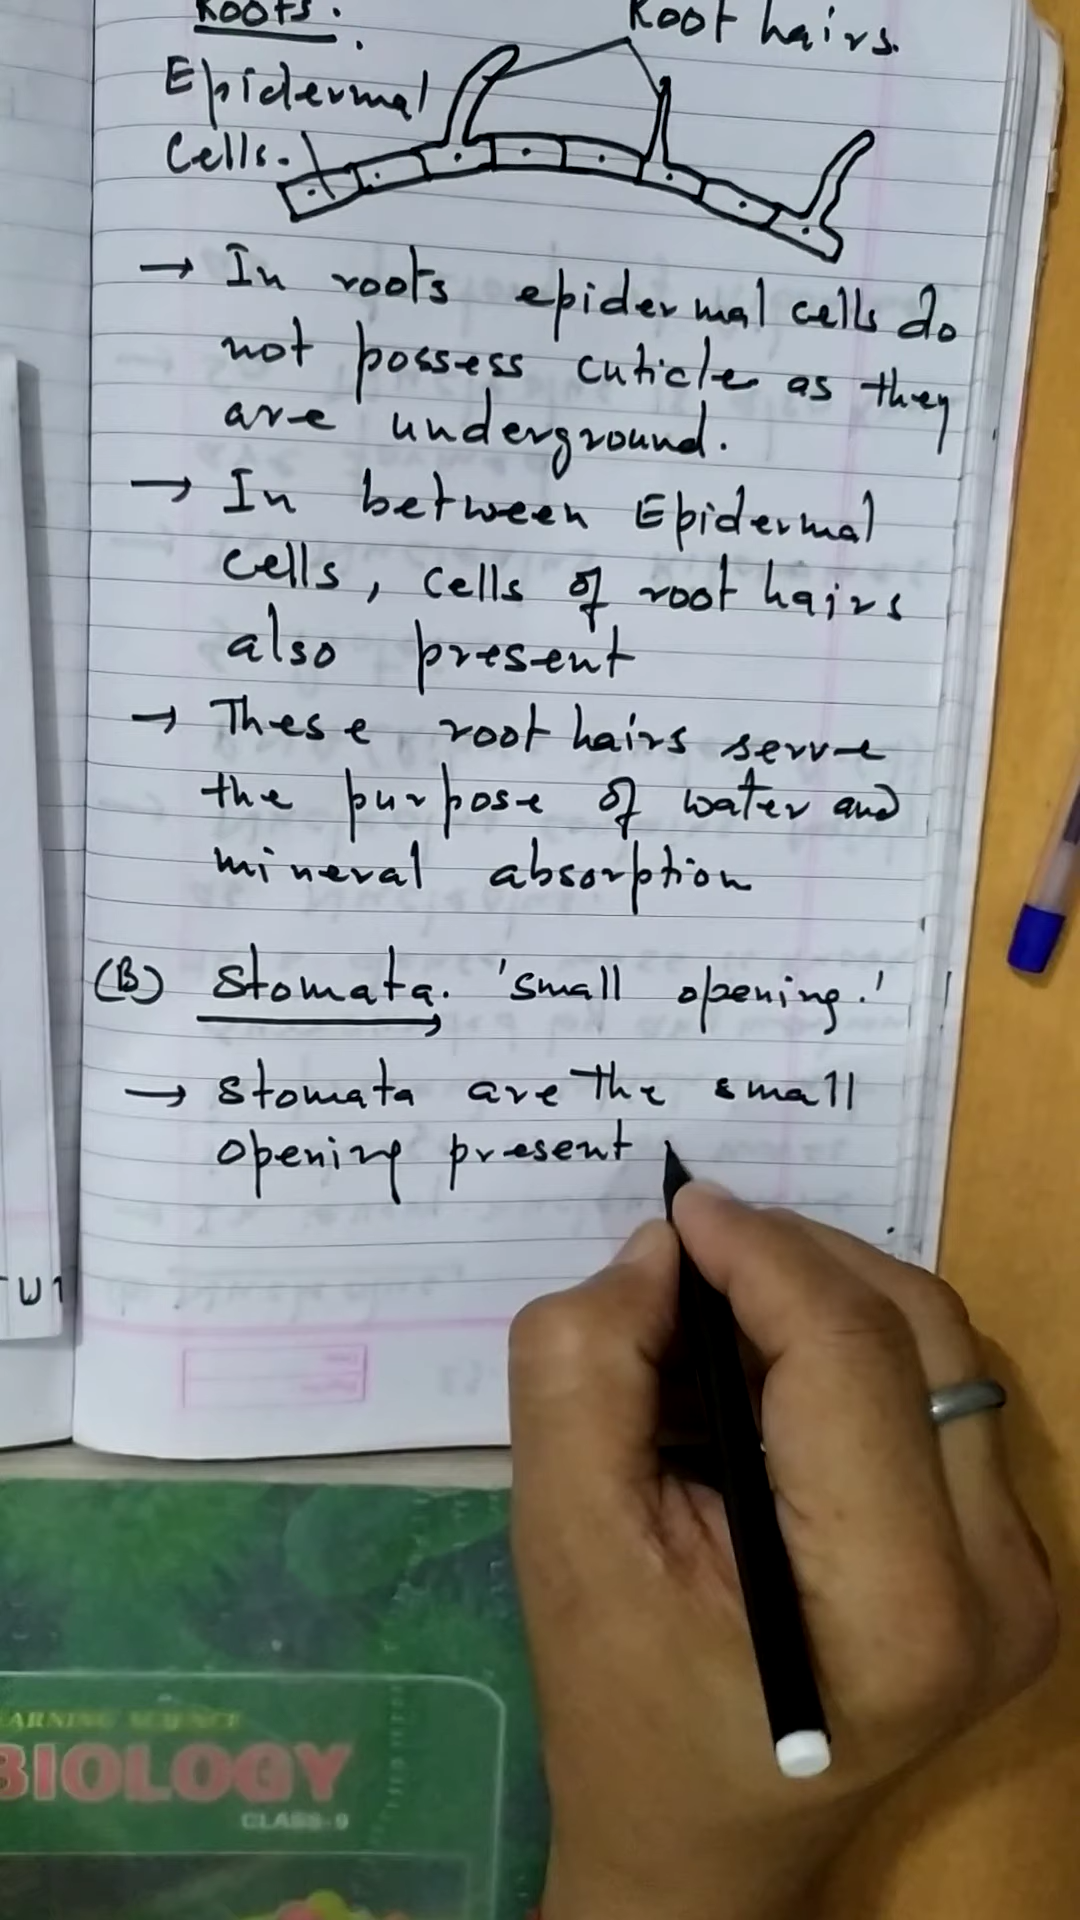 Roots.
Root hairs.
Epidermal
Cells.
→ In roots epidermal cells do
not possess cuticle as they
are underground.
→ In between Epidermal
cells, cells of root hairs
also present
→ These root hairs serve
the purpose of water and
mineral absorption
(B) Stomata. 'small opening.'
→ Stomata are the small
opening present
BIOLOGY
CLASS-9